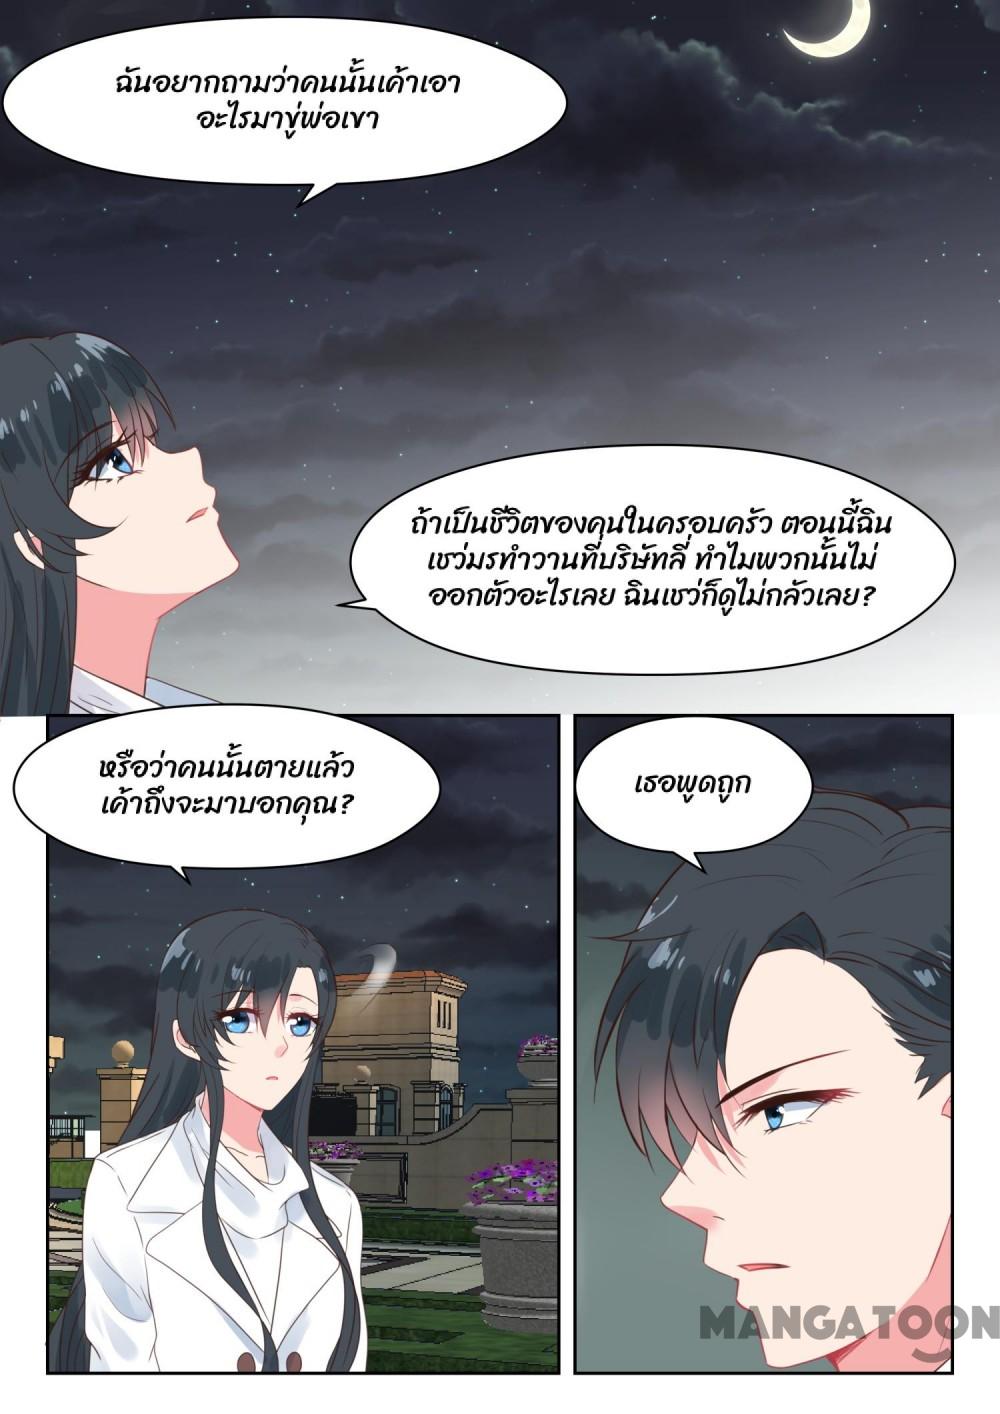 ฉันอยากถามว่าคนนั้นเค้าเอา
อะไรมาขู่พ่อเขา
ถ้าเป็นชีวิตของคนในครอบครัว ตอนนี้ฉิน
เชว่มรทำวานที่บริษัทลี่ ทำไมพวกนั้นไม่
ออกตัวอะไรเลย ฉินเชว่ก็ดูไม่กลัวเลย?
หรือว่าคนนั้นตายแล้ว
เค้าถึงจะมาบอกคุณ?
เธอพูดถูก
MANGATOON